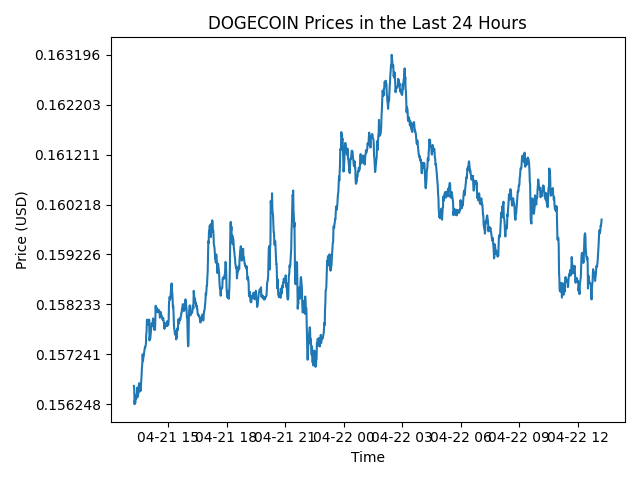 DOGECOIN Prices in the Last 24 Hours
Price (USD)
0.163196
0.162203
0.161211
0.160218
0.159226
0.158233
0.157241
0.156248
04-21 15 04-21 18 04-21 21 04-22 00 04-22 03 04-22 06 04-22 09 04-22 12
Time